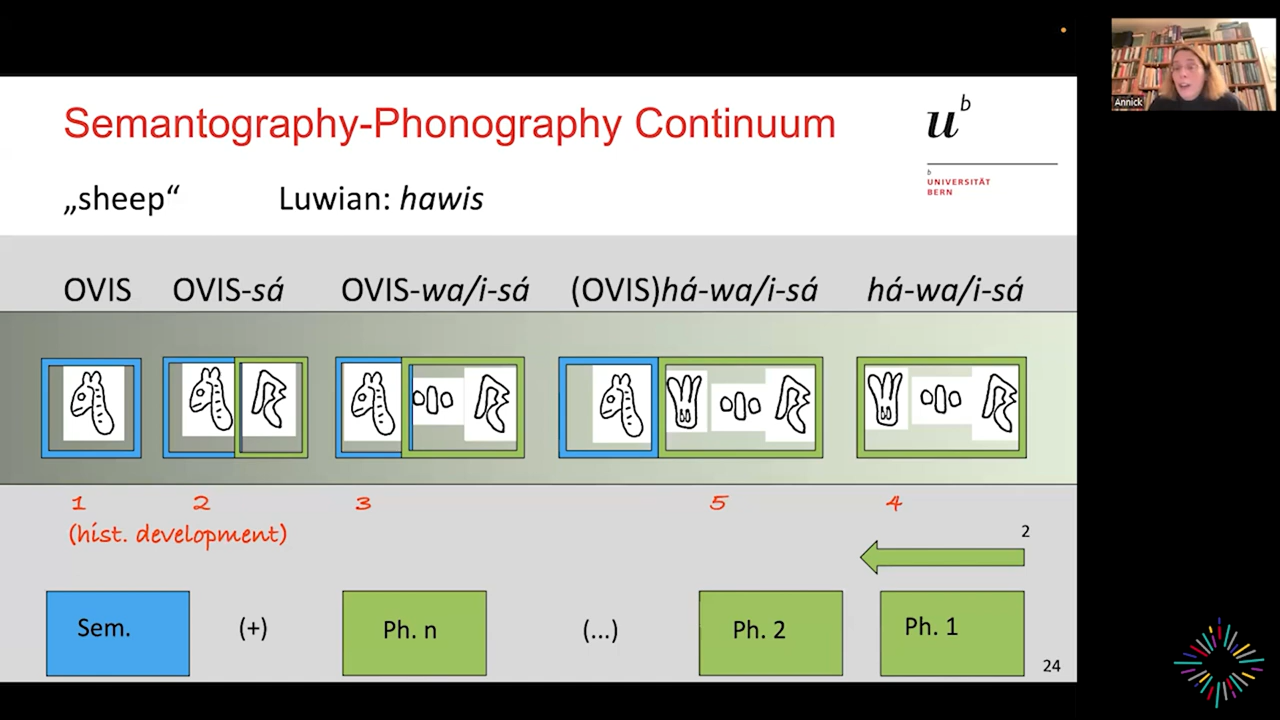 Semantography-Phonography Continuum
u b
b
UNIVERSITÄT
BERN
Annick
„sheep“ Luwian: hawis
OVIS OVIS-sá OVIS-wa/i-sá (OVIS)há-wa/i-sá há-wa/i-sá
1 2 3 5 4
(hist. development)
2
Sem. (+) Ph. n (...) Ph. 2 Ph. 1
24